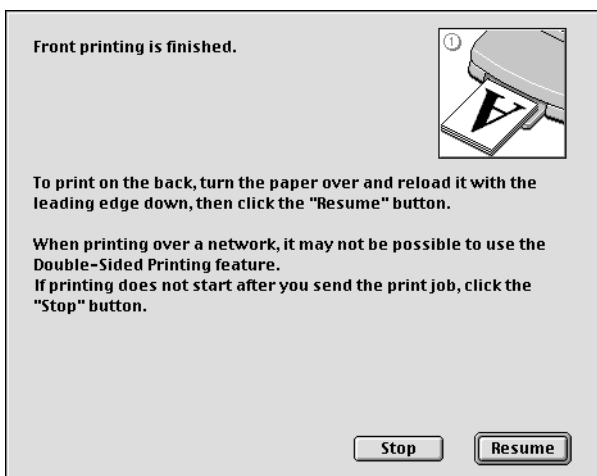 Front printing is finished.
1
A
To print on the back, turn the paper over and reload it with the
leading edge down, then click the "Resume" button.
When printing over a network, it may not be possible to use the
Double-Sided Printing feature.
If printing does not start after you send the print job, click the
"Stop" button.
Stop
Resume